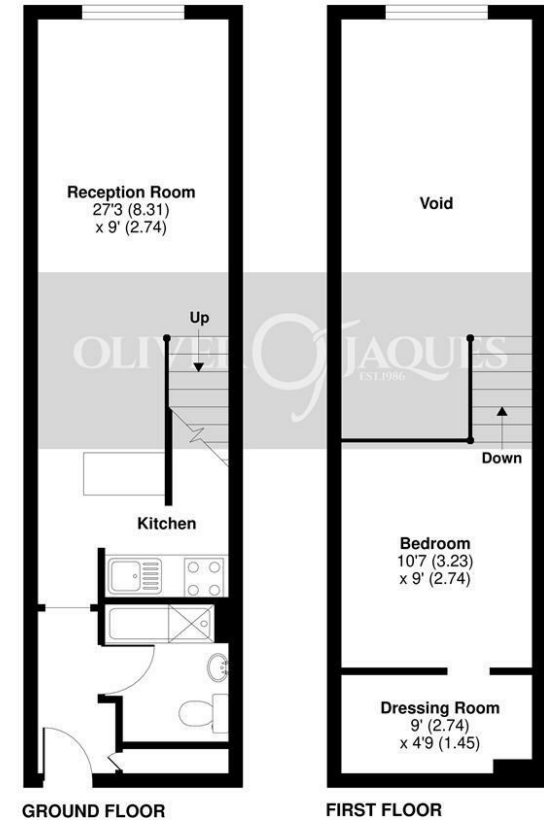 Reception Room
27'3 (8.31)
x 9' (2.74)
Up
Kitchen
GROUND FLOOR
Void
Down
Bedroom
10'7 (3.23)
x 9' (2.74)
Dressing Room
9' (2.74)
x 4'9 (1.45)
FIRST FLOOR
OLIVER OJ JAQUES
EST.1986